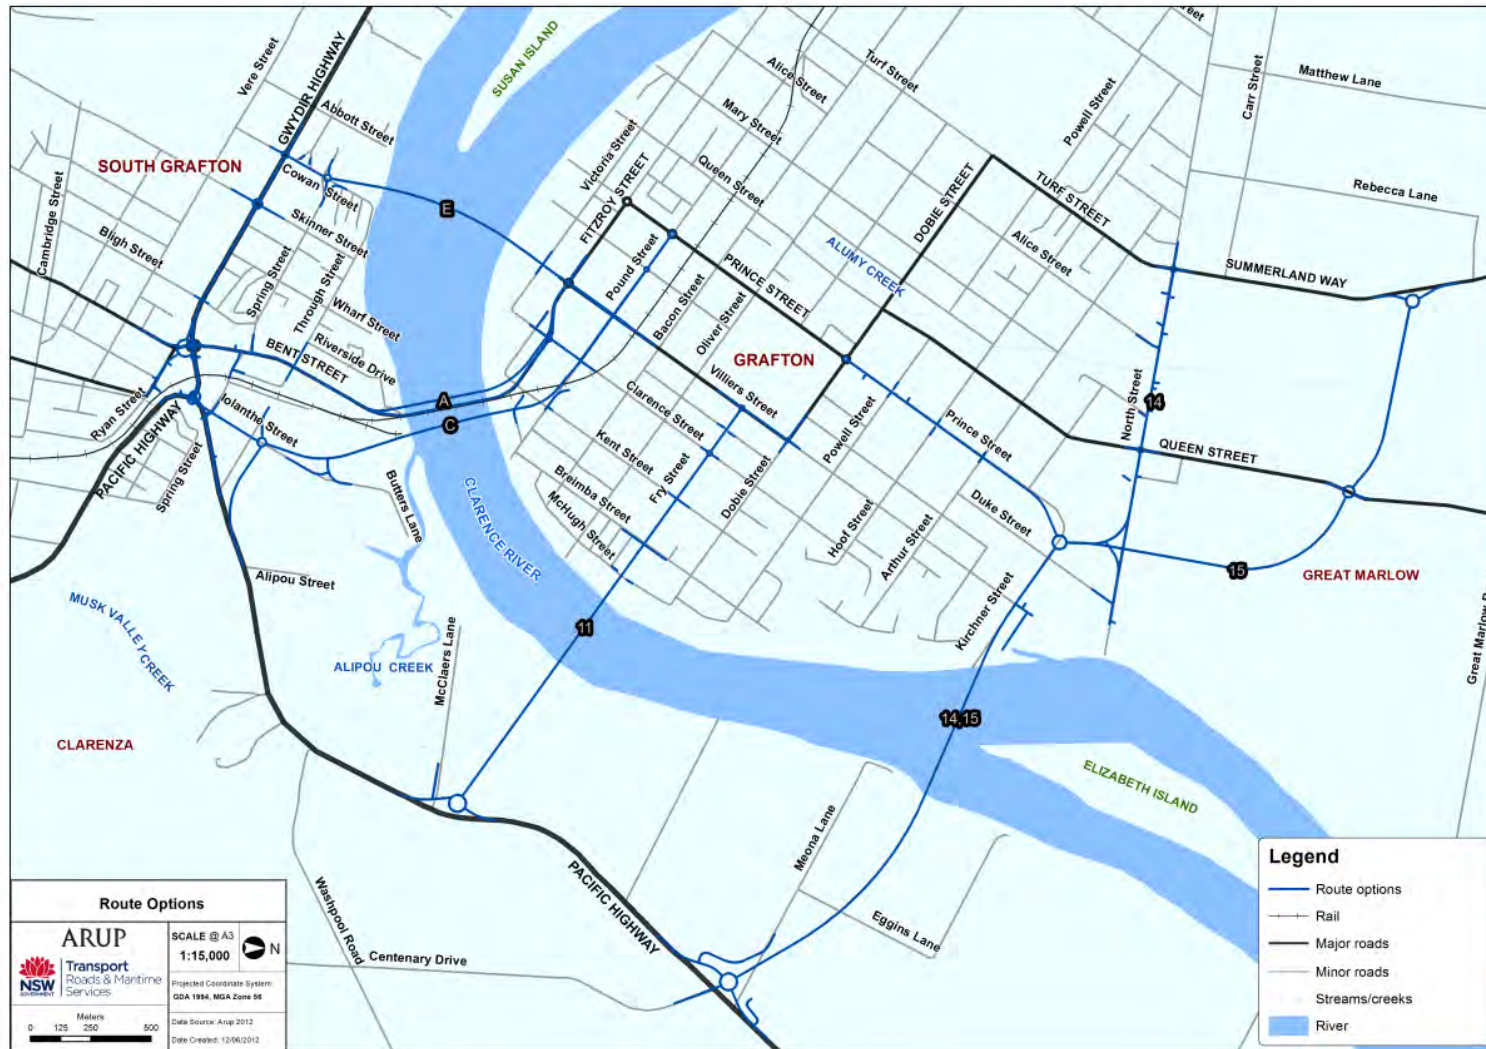 SUSAN ISLAND
Vere Street
GWYDIR HIGHWAY
Abbott Street
SOUTH GRAFTON
Cowan Street
Skinner Street
Cambridge Street
Bligh Street
Spring Street
Through Street
Wharf Street
Riverside Drive
BENT STREET
Ryan Street
Iolanthe Street
PACIFIC HIGHWAY
Spring Street
Butters Lane
Alipou Street
MUSK VALLEY CREEK
ALIPOU CREEK
McClaers Lane
CLARENZA
CLARENCE RIVER
E
A
C
11
14,15
14
15
Alice Street
Mary Street
Turf Street
Victoria Street
FITZROY STREET
Queen Street
Pound Street
PRINCE STREET
Bacon Street
Oliver Street
GRAFTON
Villiers Street
Clarence Street
Kent Street
Fry Street
Breimba Street
McHugh Street
Dobie Street
ALUMY CREEK
DOBIE STREET
TURF STREET
Alice Street
Powell Street
Carr Street
Matthew Lane
Rebecca Lane
SUMMERLAND WAY
North Street
QUEEN STREET
Powell Street
Prince Street
Duke Street
Hoof Street
Arthur Street
Kirchner Street
GREAT MARLOW
Great Marlow
ELIZABETH ISLAND
Meona Lane
Eggins Lane
PACIFIC HIGHWAY
Washpool Road
Centenary Drive
Route Options
ARUP
NSW
GOVERNMENT
Transport
Roads & Maritime
Services
SCALE @ A3
1:15,000
N
Projected Coordinate System:
GDA 1994, MGA Zone 56
Meters
0 125 250 500
Data Source: Arup 2012
Date Created: 12/06/2012
Legend
Route options
Rail
Major roads
Minor roads
Streams/creeks
River